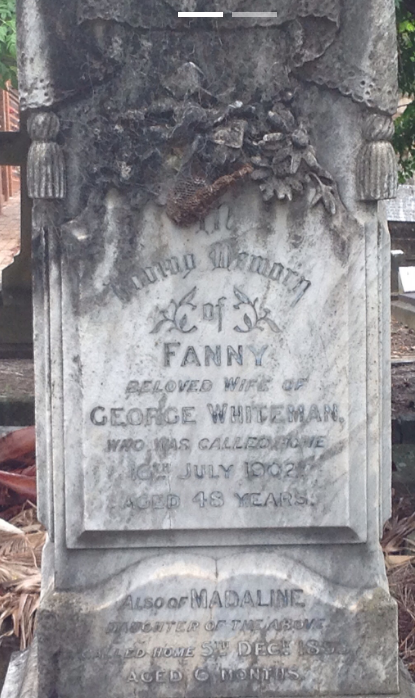 In
Loving Memory
of
FANNY
BELOVED WIFE OF
GEORGE WHITEMAN,
WHO WAS CALLED HOME
16TH JULY 1902
AGED 48 YEARS.
ALSO OF MADALINE,
DAUGHTER OF THE ABOVE
CALLED HOME 5TH DECR
AGED 6 MONTHS